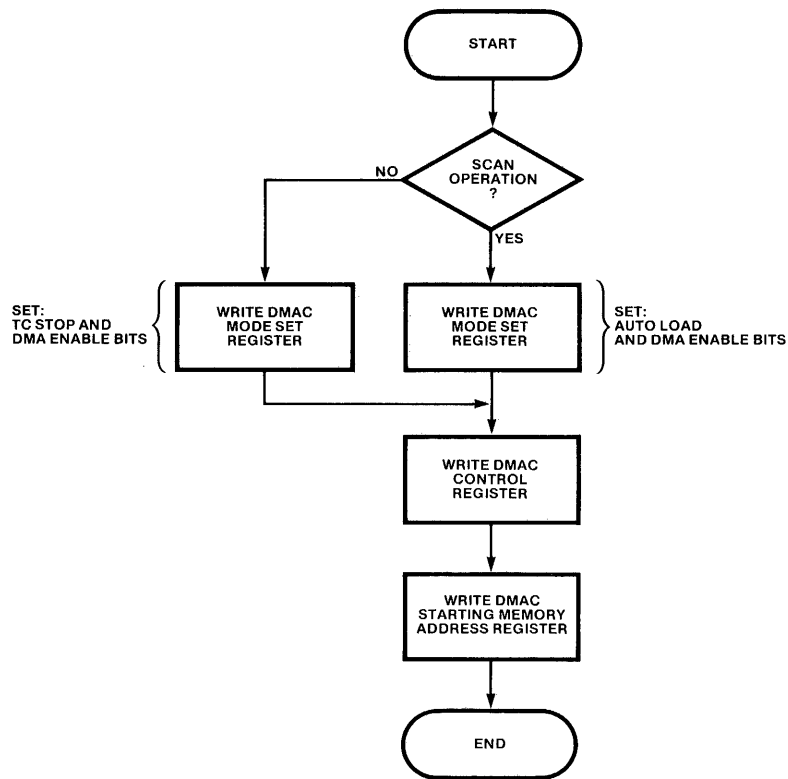 START
SCAN
OPERATION
?
NO
YES
SET:
TC STOP AND
DMA ENABLE BITS
WRITE DMAC
MODE SET
REGISTER
WRITE DMAC
MODE SET
REGISTER
SET:
AUTO LOAD
AND DMA ENABLE BITS
WRITE DMAC
CONTROL
REGISTER
WRITE DMAC
STARTING MEMORY
ADDRESS REGISTER
END